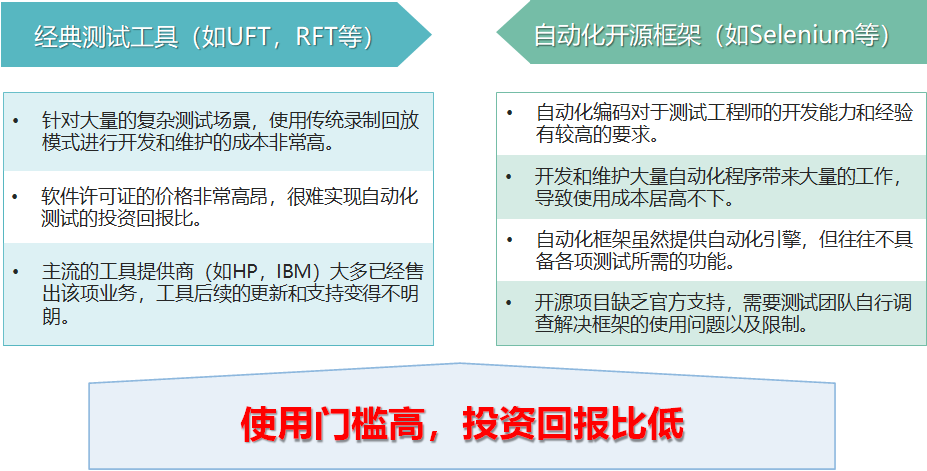 经典测试工具（如UFT，RFT等）
• 针对大量的复杂测试场景，使用传统录制回放
模式进行开发和维护的成本非常高。
• 软件许可证的价格非常高昂，很难实现自动化
测试的投资回报比。
• 主流的工具提供商（如HP，IBM）大多已经售
出该项业务，工具后续的更新和支持变得不明
朗。
自动化开源框架（如Selenium等）
• 自动化编码对于测试工程师的开发能力和经验
有较高的要求。
• 开发和维护大量自动化程序带来大量的工作，
导致使用成本居高不下。
• 自动化框架虽然提供自动化引擎，但往往不具
备各项测试所需的功能。
• 开源项目缺乏官方支持，需要测试团队自行调
查解决框架的使用问题以及限制。
使用门槛高，投资回报比低